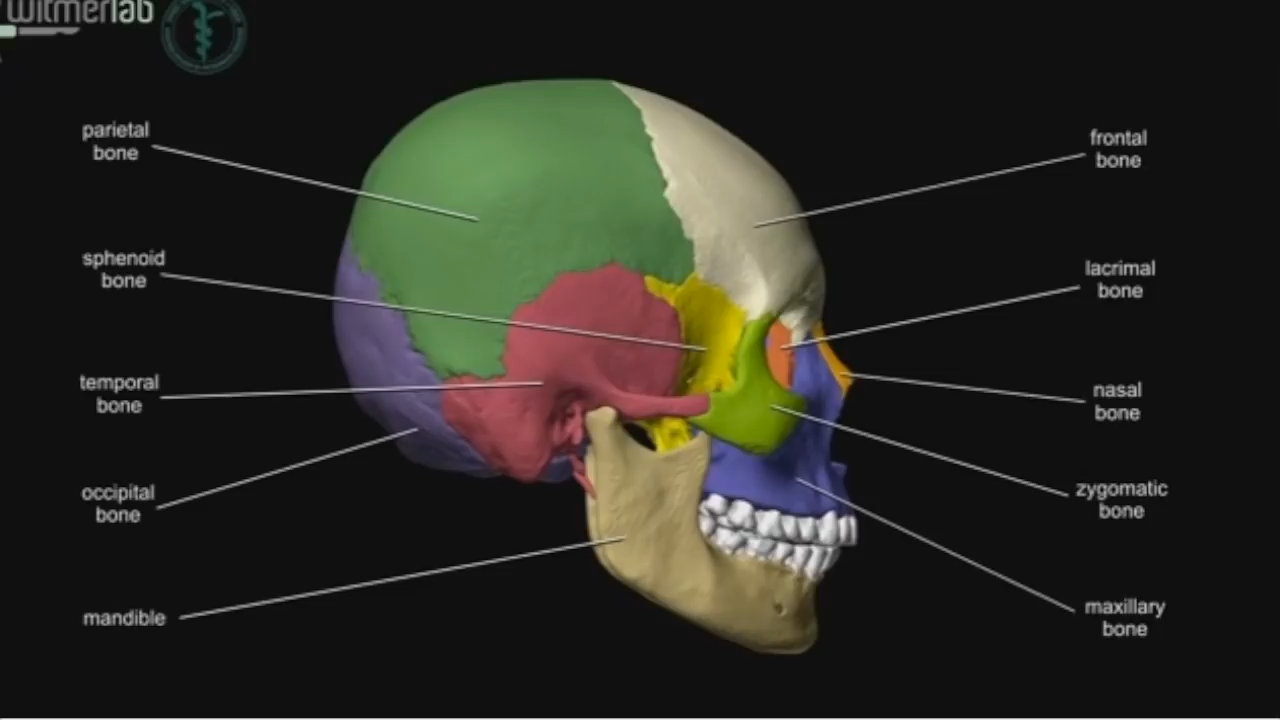 witmerlab
parietal
bone
sphenoid
bone
temporal
bone
occipital
bone
mandible
frontal
bone
lacrimal
bone
nasal
bone
zygomatic
bone
maxillary
bone